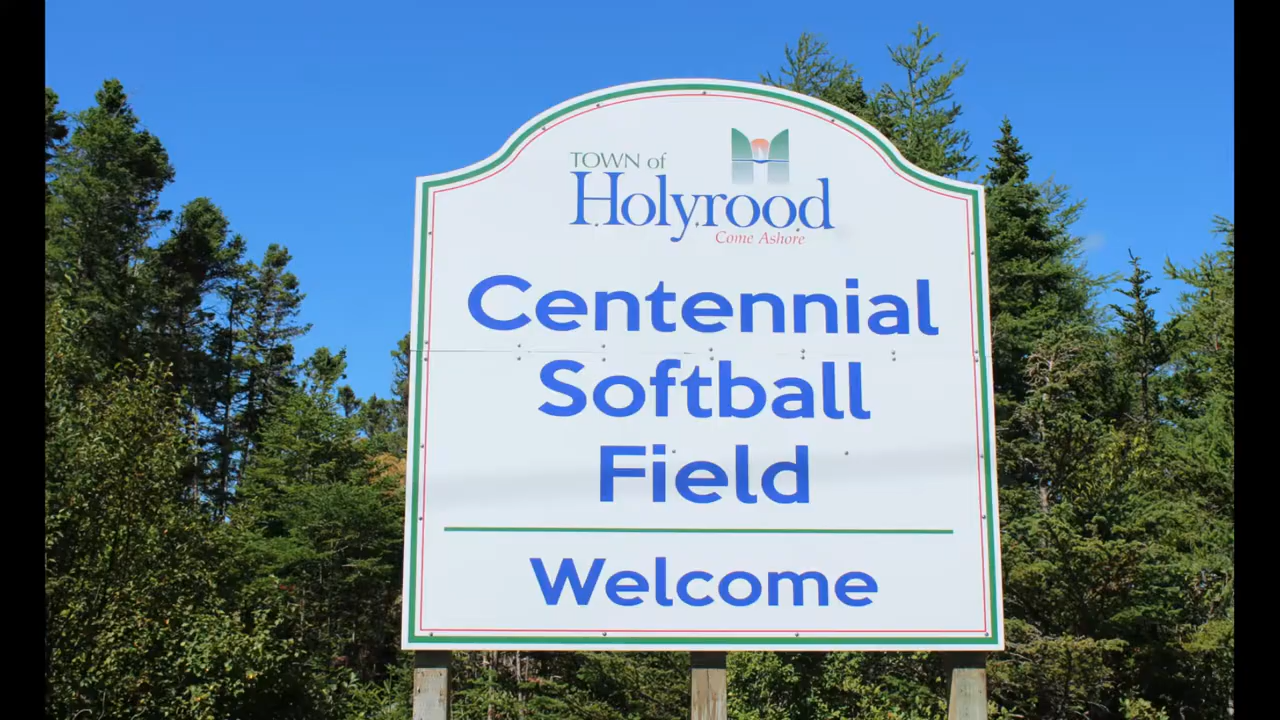 TOWN of
Holyrood
Come Ashore
Centennial
Softball
Field
Welcome